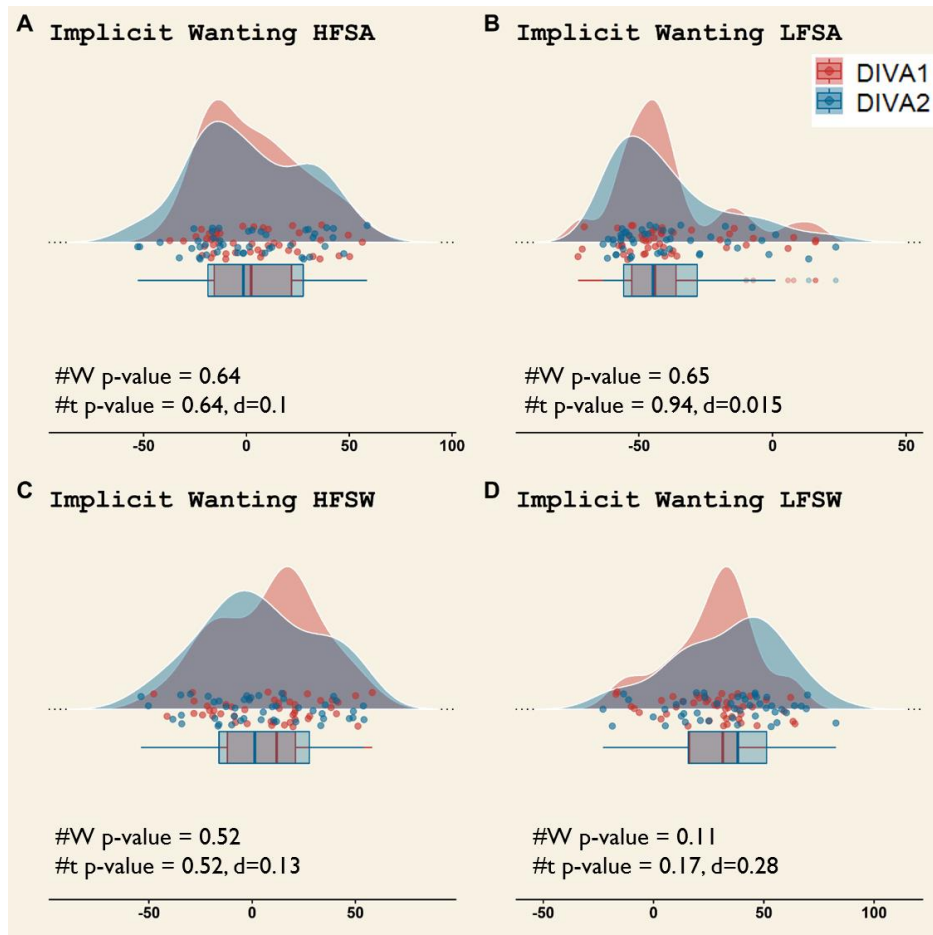 A Implicit Wanting HFSA
B Implicit Wanting LFSA
DIVA1
DIVA2
#W p-value = 0.64
#t p-value = 0.64, d=0.1
-50 0 50 100
#W p-value = 0.65
#t p-value = 0.94, d=0.015
-50 0 50
C Implicit Wanting HFSW
D Implicit Wanting LFSW
#W p-value = 0.52
#t p-value = 0.52, d=0.13
-50 0 50
#W p-value = 0.11
#t p-value = 0.17, d=0.28
-50 0 50 100